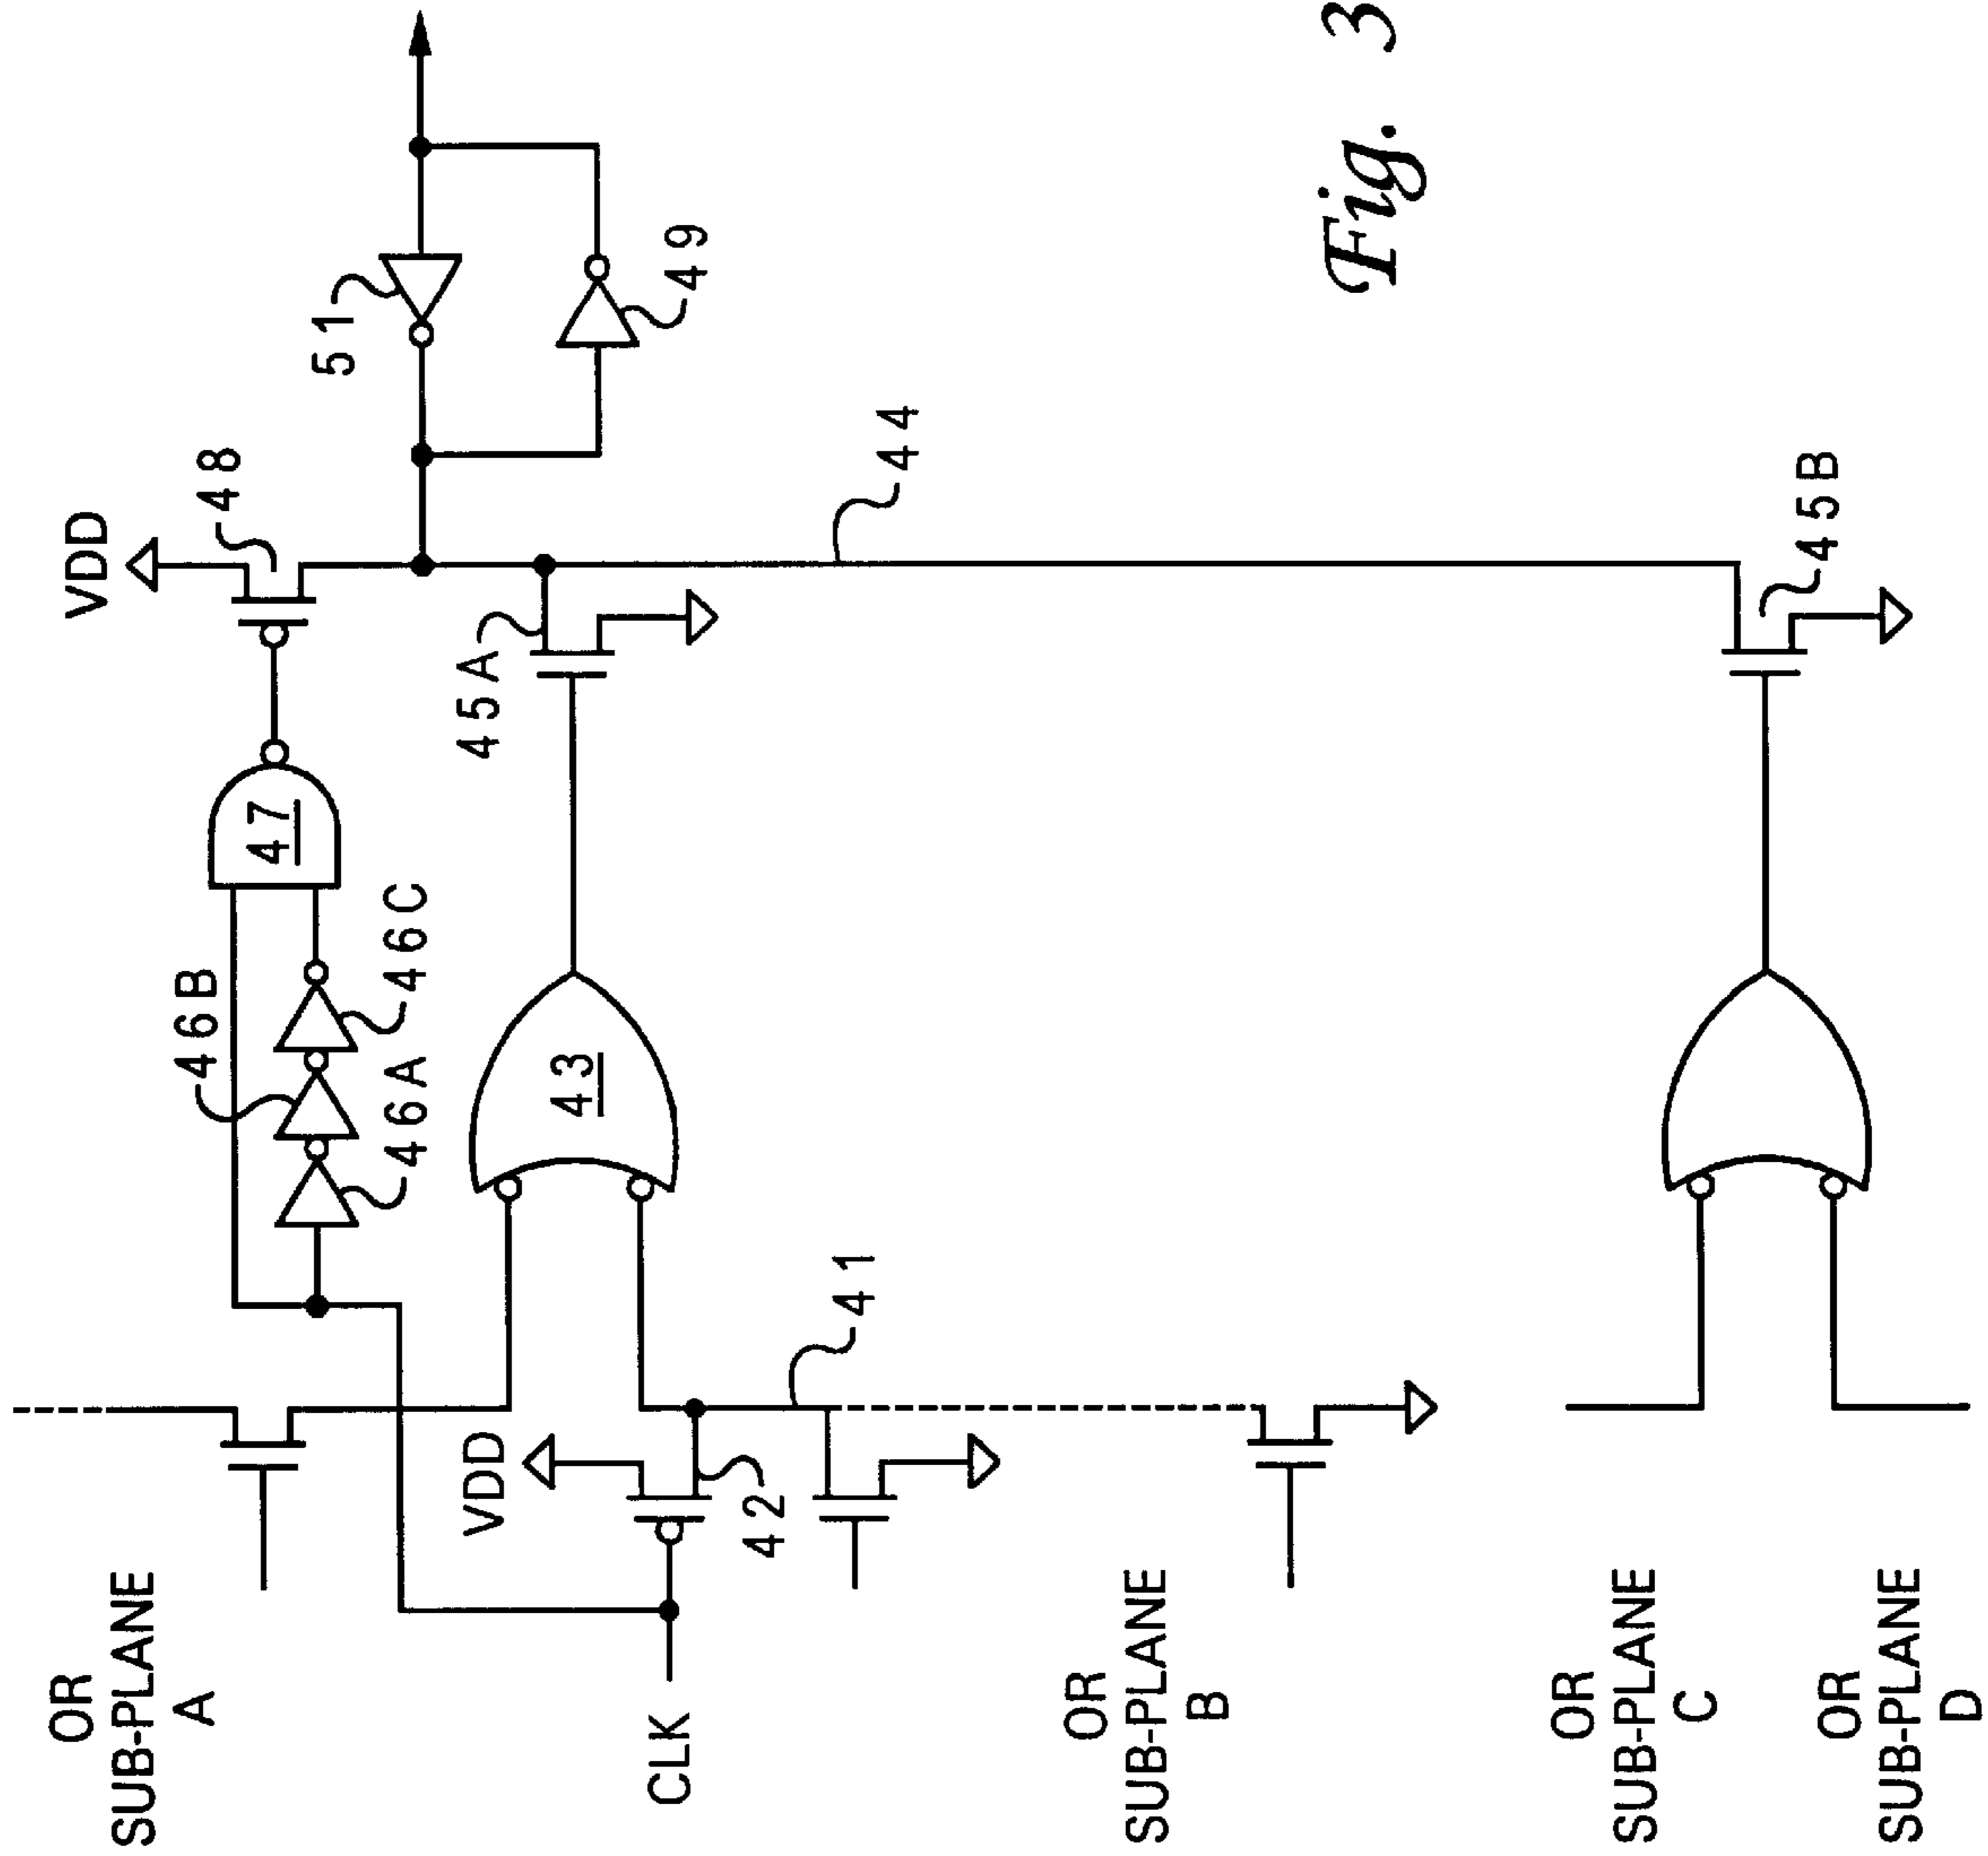 OR
SUB-PLANE
A
46B
47
VDD
48
51
46A
46C
49
CLK
VDD
42
43
45A
41
44
OR
SUB-PLANE
B
OR
SUB-PLANE
C
OR
SUB-PLANE
D
45B
Fig. 3